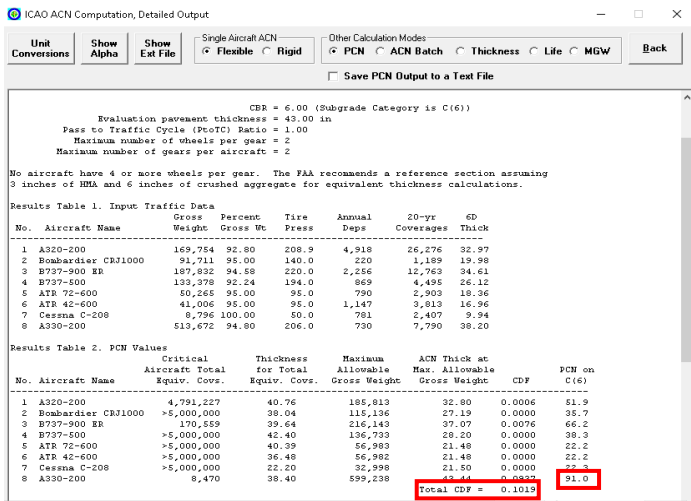 ICAO ACN Computation, Detailed Output
Unit Conversions
Show Alpha
Show Ext File
Single Aircraft ACN
Flexible Rigid
Other Calculation Modes
PCN ACN Batch Thickness Life MGW
Back
Save PCN Output to a Text File
CBR = 6.00 (Subgrade Category is C(6))
Evaluation pavement thickness = 43.00 in
Pass to Traffic Cycle (PtoTC) Ratio = 1.00
Maximum number of wheels per gear = 2
Maximum number of gears per aircraft = 2
No aircraft have 4 or more wheels per gear. The FAA recommends a reference section assuming
3 inches of HMA and 6 inches of crushed aggregate for equivalent thickness calculations.
Results Table 1. Input Traffic Data
Gross Percent Tire Annual 20-yr 6D
No. Aircraft Name Weight Gross Wt Press Deps Coverages Thick
1 A320-200 169,754 92.80 208.9 4,918 26,276 32.97
2 Bombardier CRJ1000 91,711 95.00 140.0 220 1,189 19.98
3 B737-900 ER 187,832 94.58 220.0 2,256 12,763 34.61
4 B737-500 133,378 92.24 194.0 869 4,495 26.12
5 ATR 72-600 50,265 95.00 95.0 790 2,903 18.36
6 ATR 42-600 41,006 95.00 95.0 1,147 3,813 16.96
7 Cessna C-208 8,796 100.00 50.0 781 2,407 9.94
8 A330-200 513,672 94.80 206.0 730 7,790 38.20
Results Table 2. PCN Values
Critical Thickness Maximum ACN Thick at
Aircraft Total for Total Allowable Max. Allowable PCN on
No. Aircraft Name Equiv. Covs. Equiv. Covs. Gross Weight Gross Weight CDF C(6)
1 A320-200 4,791,227 40.76 185,813 32.80 0.0006 51.9
2 Bombardier CRJ1000 >5,000,000 38.04 115,136 27.19 0.0000 35.7
3 B737-900 ER 170,559 39.64 216,143 37.07 0.0076 66.2
4 B737-500 >5,000,000 42.40 136,733 28.20 0.0000 38.3
5 ATR 72-600 >5,000,000 40.39 56,983 21.48 0.0000 22.2
6 ATR 42-600 >5,000,000 36.48 56,982 21.48 0.0000 22.2
7 Cessna C-208 >5,000,000 22.20 32,998 21.50 0.0000 22.3
8 A330-200 8,470 38.40 599,238 43.44 0.0937 91.0
Total CDF = 0.1019